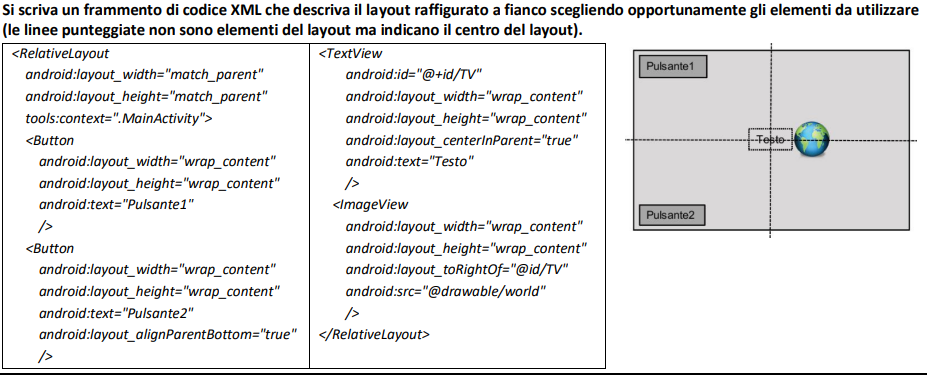 Si scriva un frammento di codice XML che descriva il layout raffigurato a fianco scegliendo opportunamente gli elementi da utilizzare
(le linee punteggiate non sono elementi del layout ma indicano il centro del layout).
<RelativeLayout
android:layout_width="match_parent"
android:layout_height="match_parent"
tools:context=".MainActivity">
<Button
android:layout_width="wrap_content"
android:layout_height="wrap_content"
android:text="Pulsante1"
/>
<Button
android:layout_width="wrap_content"
android:layout_height="wrap_content"
android:text="Pulsante2"
android:layout_alignParentBottom="true"
/>
<TextView
android:id="@+id/TV"
android:layout_width="wrap_content"
android:layout_height="wrap_content"
android:layout_centerInParent="true"
android:text="Testo"
/>
<ImageView
android:layout_width="wrap_content"
android:layout_height="wrap_content"
android:layout_toRightOf="@id/TV"
android:src="@drawable/world"
/>
</RelativeLayout>
Pulsante1
Testo
Pulsante2